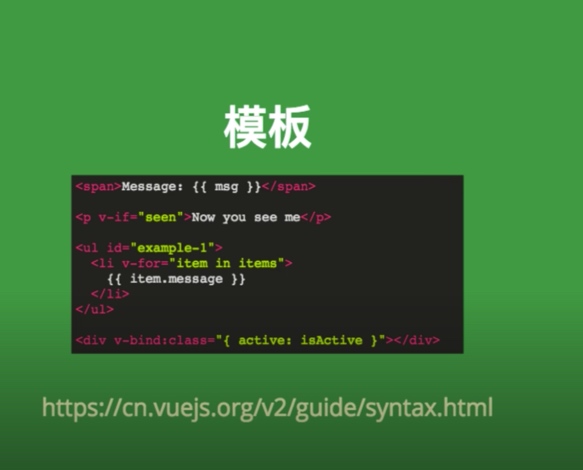 模板
<span>Message: {{ msg }}</span>
<p v-if="seen">Now you see me</p>
<ul id="example-1">
  <li v-for="item in items">
    {{ item.message }}
  </li>
</ul>
<div v-bind:class="{ active: isActive }"></div>
https://cn.vuejs.org/v2/guide/syntax.html